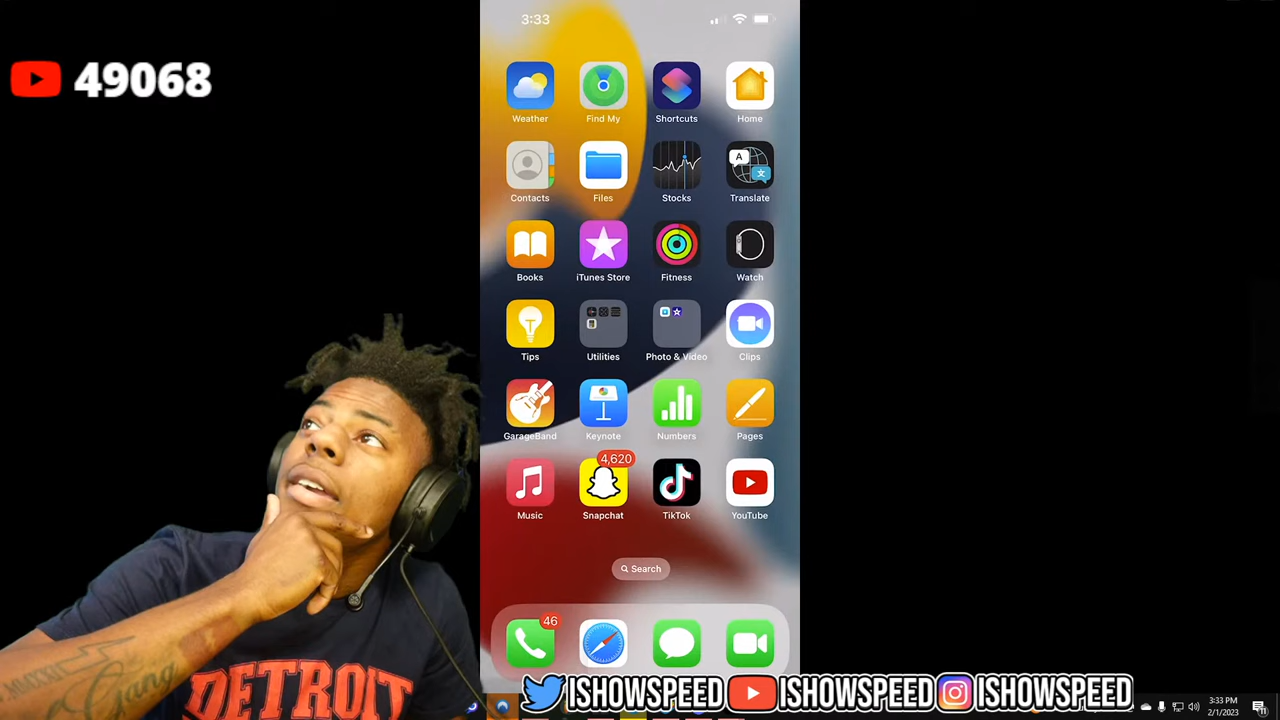 3:33
49068
Weather Find My Shortcuts Home
Contacts Files Stocks Translate
Books iTunes Store Fitness Watch
Tips Utilities Photo & Video Clips
GarageBand Keynote Numbers Pages
4,620
Music Snapchat TikTok YouTube
Search
46
Gang
DETROIT
ISHOWSPEED ISHOWSPEED ISHOWSPEED
3:33 PM
2/1/2023